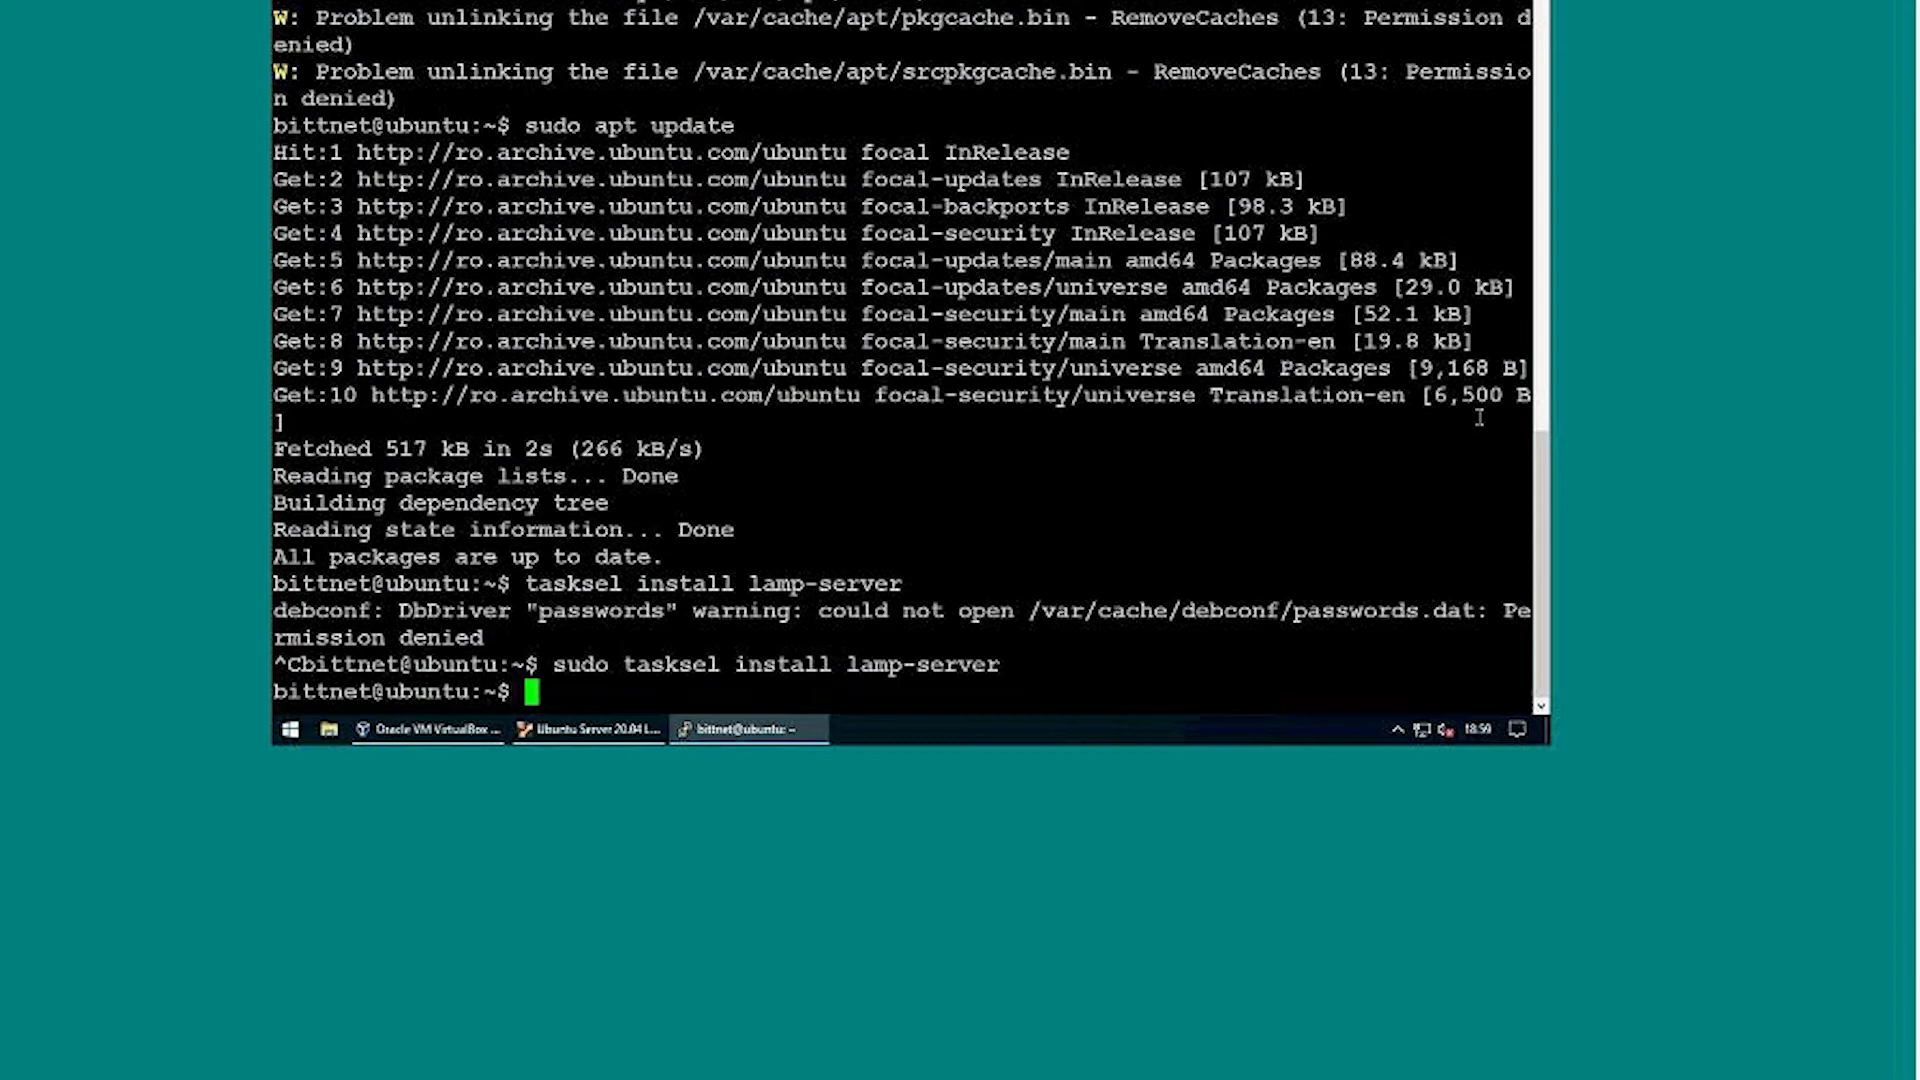 W: Problem unlinking the file /var/cache/apt/pkgcache.bin - RemoveCaches (13: Permission d
enied)
W: Problem unlinking the file /var/cache/apt/srcpkgcache.bin - RemoveCaches (13: Permissio
n denied)
bittnet@ubuntu:~$ sudo apt update
Hit:1 http://ro.archive.ubuntu.com/ubuntu focal InRelease
Get:2 http://ro.archive.ubuntu.com/ubuntu focal-updates InRelease [107 kB]
Get:3 http://ro.archive.ubuntu.com/ubuntu focal-backports InRelease [98.3 kB]
Get:4 http://ro.archive.ubuntu.com/ubuntu focal-security InRelease [107 kB]
Get:5 http://ro.archive.ubuntu.com/ubuntu focal-updates/main amd64 Packages [88.4 kB]
Get:6 http://ro.archive.ubuntu.com/ubuntu focal-updates/universe amd64 Packages [29.0 kB]
Get:7 http://ro.archive.ubuntu.com/ubuntu focal-security/main amd64 Packages [52.1 kB]
Get:8 http://ro.archive.ubuntu.com/ubuntu focal-security/main Translation-en [19.8 kB]
Get:9 http://ro.archive.ubuntu.com/ubuntu focal-security/universe amd64 Packages [9,168 B]
Get:10 http://ro.archive.ubuntu.com/ubuntu focal-security/universe Translation-en [6,500 B
]
Fetched 517 kB in 2s (266 kB/s)
Reading package lists... Done
Building dependency tree
Reading state information... Done
All packages are up to date.
bittnet@ubuntu:~$ tasksel install lamp-server
debconf: DbDriver "passwords" warning: could not open /var/cache/debconf/passwords.dat: Pe
rmission denied
^Cbittnet@ubuntu:~$ sudo tasksel install lamp-server
bittnet@ubuntu:~$
Oracle VM VirtualBox ... Ubuntu Server 20.04 L... bittnet@ubuntu: ~ 18:59